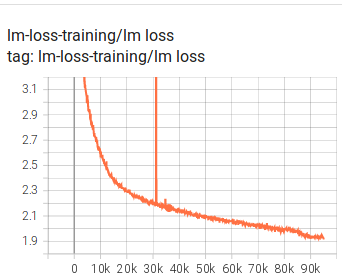 lm-loss-training/lm loss
tag: lm-loss-training/lm loss
3.1
2.9
2.7
2.5
2.3
2.1
1.9
0 10k 20k 30k 40k 50k 60k 70k 80k 90k